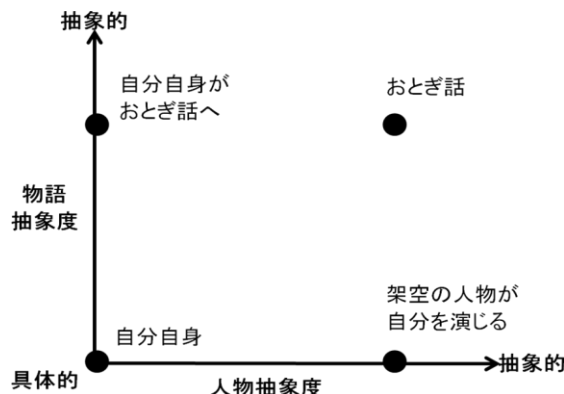 抽象的
自分自身が
おとぎ話へ
おとぎ話
物語
抽象度
架空の人物が
自分を演じる
自分自身
抽象的
具体的
人物抽象度